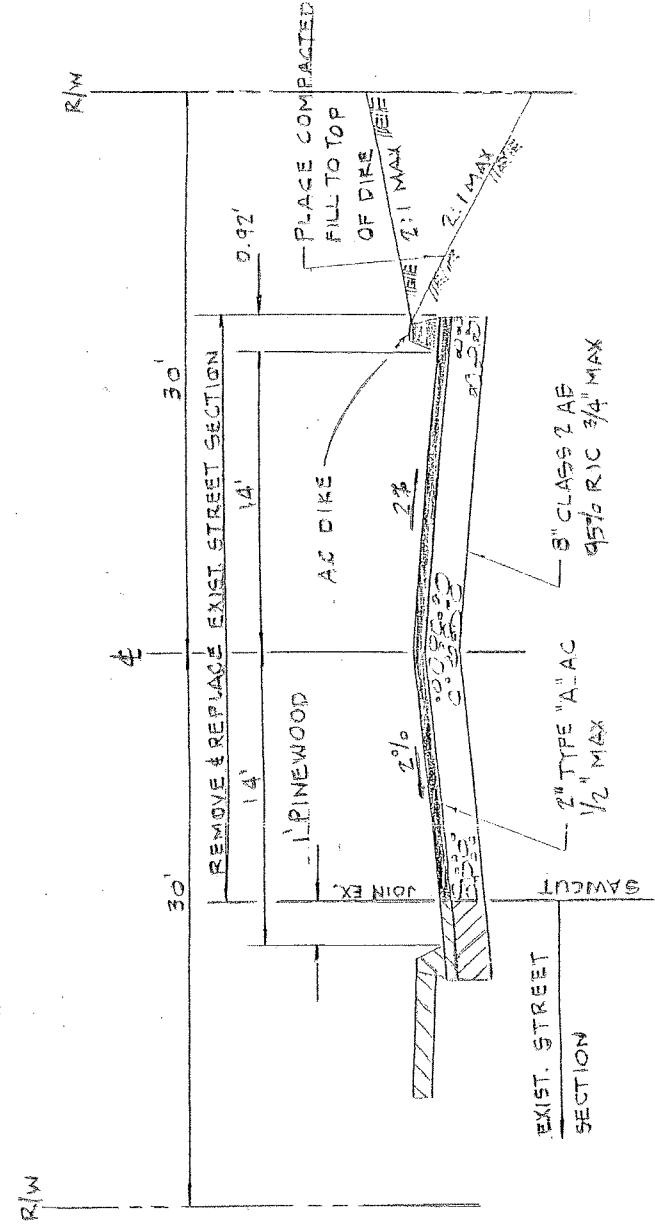 R/W
R/W
30'
30'
REMOVE & REPLACE EXIST. STREET SECTION
14'
14'
0.92'
℄
1' PINEWOOD
A.C DIKE
PLACE COMPACTED
FILL TO TOP
OF DIKE
2:1 MAX
2:1 MAX
2%
2%
JOIN EX.
SAWCUT
EXIST. STREET
SECTION
2" TYPE "A" AC
1/2" MAX
8" CLASS 2 AB
95% R/C 3/4" MAX